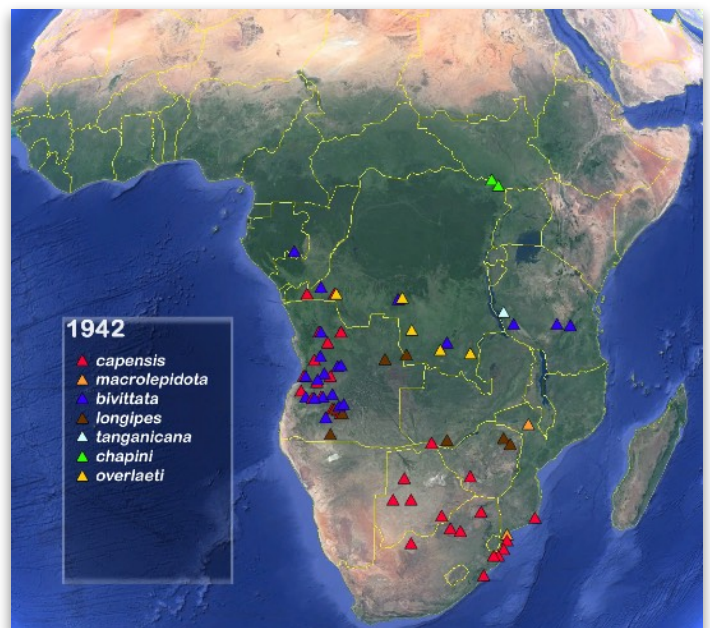 1942
capensis
macrolepidota
bivittata
longipes
tanganicana
chapini
overlaeti